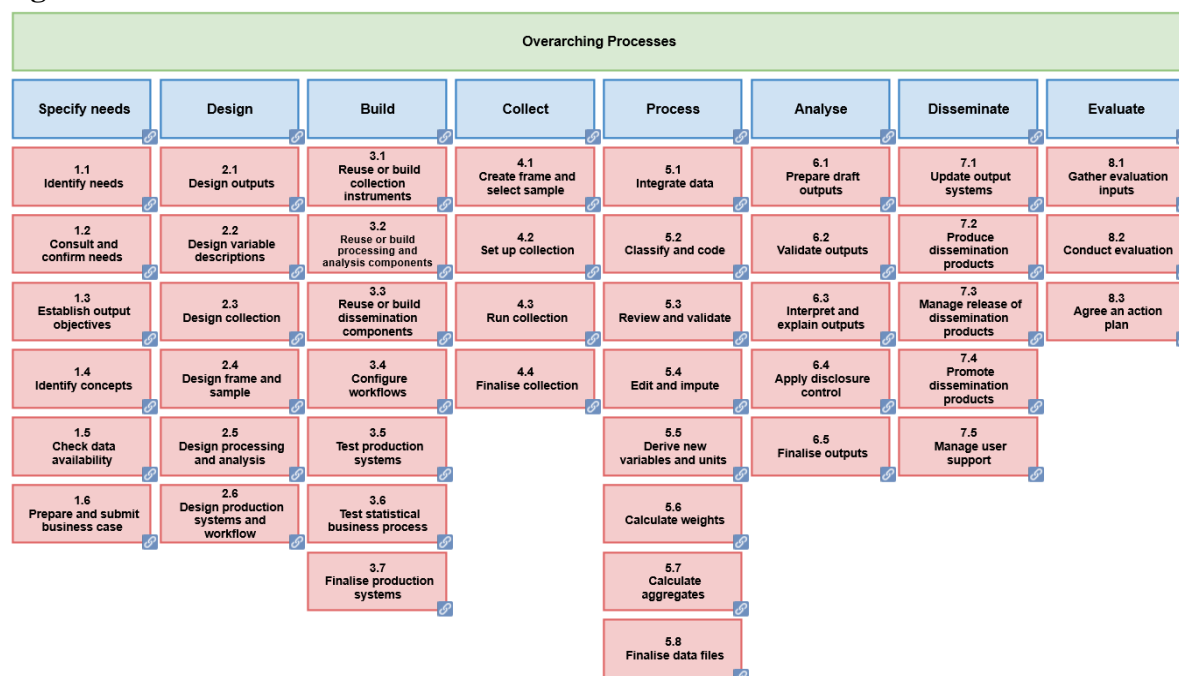 Overarching Processes
Specify needs
Design
Build
Collect
Process
Analyse
Disseminate
Evaluate
1.1
Identify needs
2.1
Design outputs
3.1
Reuse or build
collection
instruments
4.1
Create frame and
select sample
5.1
Integrate data
6.1
Prepare draft
outputs
7.1
Update output
systems
8.1
Gather evaluation
inputs
1.2
Consult and
confirm needs
2.2
Design variable
descriptions
3.2
Reuse or build
processing and
analysis components
4.2
Set up collection
5.2
Classify and code
6.2
Validate outputs
7.2
Produce
dissemination
products
8.2
Conduct evaluation
1.3
Establish output
objectives
2.3
Design collection
3.3
Reuse or build
dissemination
components
4.3
Run collection
5.3
Review and validate
6.3
Interpret and
explain outputs
7.3
Manage release of
dissemination
products
8.3
Agree an action
plan
1.4
Identify concepts
2.4
Design frame and
sample
3.4
Configure
workflows
4.4
Finalise collection
5.4
Edit and impute
6.4
Apply disclosure
control
7.4
Promote
dissemination
products
1.5
Check data
availability
2.5
Design processing
and analysis
3.5
Test production
systems
5.5
Derive new
variables and units
6.5
Finalise outputs
7.5
Manage user
support
1.6
Prepare and submit
business case
2.6
Design production
systems and
workflow
3.6
Test statistical
business process
5.6
Calculate weights
3.7
Finalise production
systems
5.7
Calculate
aggregates
5.8
Finalise data files